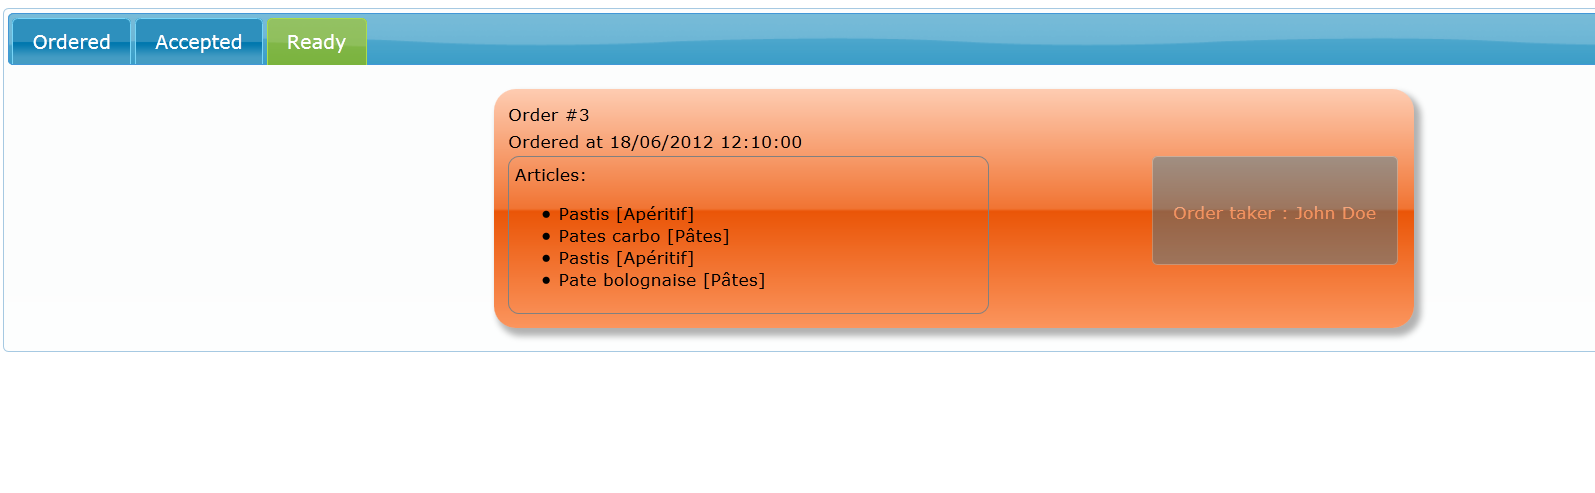 Ordered Accepted Ready
Order #3
Ordered at 18/06/2012 12:10:00
Articles:
Pastis [Apéritif]
Pates carbo [Pâtes]
Pastis [Apéritif]
Pate bolognaise [Pâtes]
Order taker : John Doe